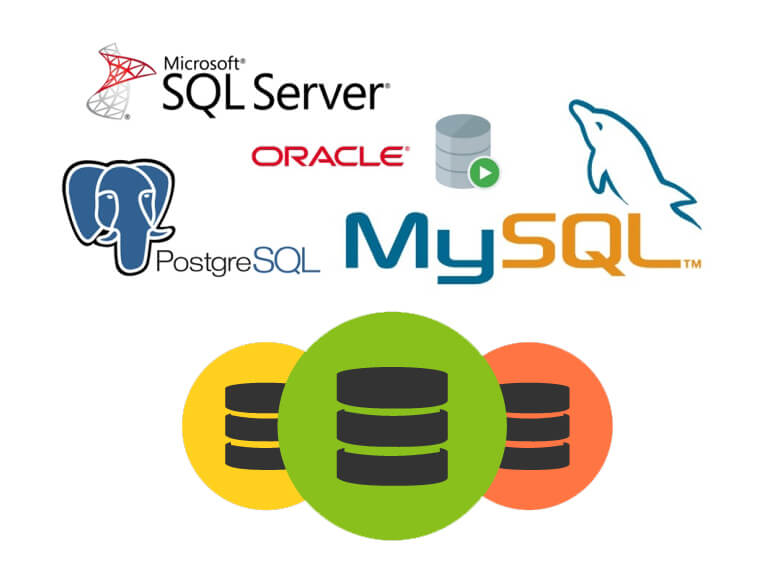 Microsoft®
SQL Server®
ORACLE®
PostgreSQL
MySQL™